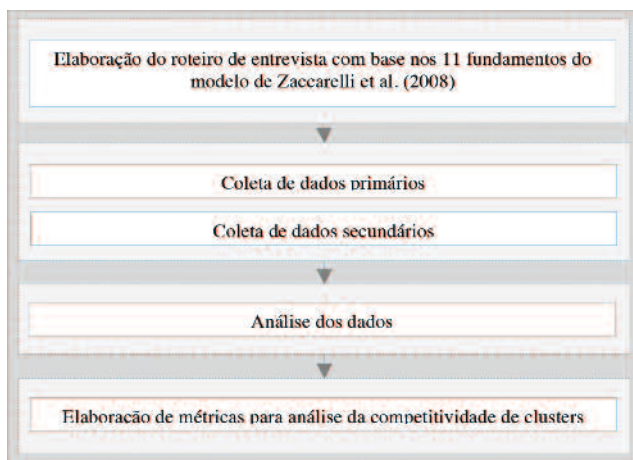 Elaboração do roteiro de entrevista com base nos 11 fundamentos do
modelo de Zaccarelli et al. (2008)
Coleta de dados primários
Coleta de dados secundários
Análise dos dados
Elaboração de métricas para análise da competitividade de clusters